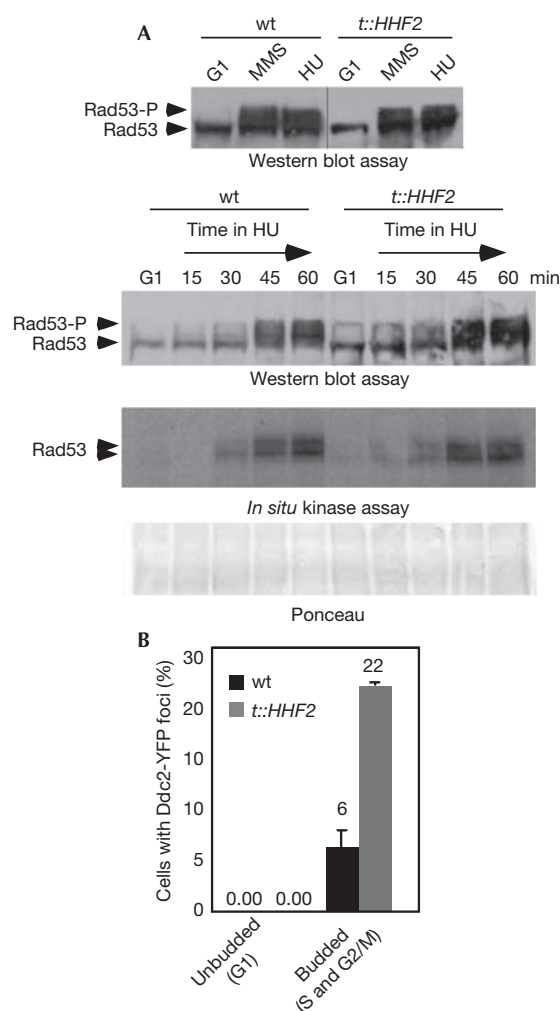 A
wt t::HHF2
G1 MMS HU G1 MMS HU
Rad53-P
Rad53
Western blot assay
wt t::HHF2
Time in HU Time in HU
G1 15 30 45 60 G1 15 30 45 60 min
Rad53-P
Rad53
Western blot assay
Rad53
In situ kinase assay
Ponceau
B
Cells with Ddc2-YFP foci (%)
30
20
10
10
5
0
wt
t::HHF2
22
6
0.00 0.00
Unbudded
(G1)
Budded
(S and G2/M)